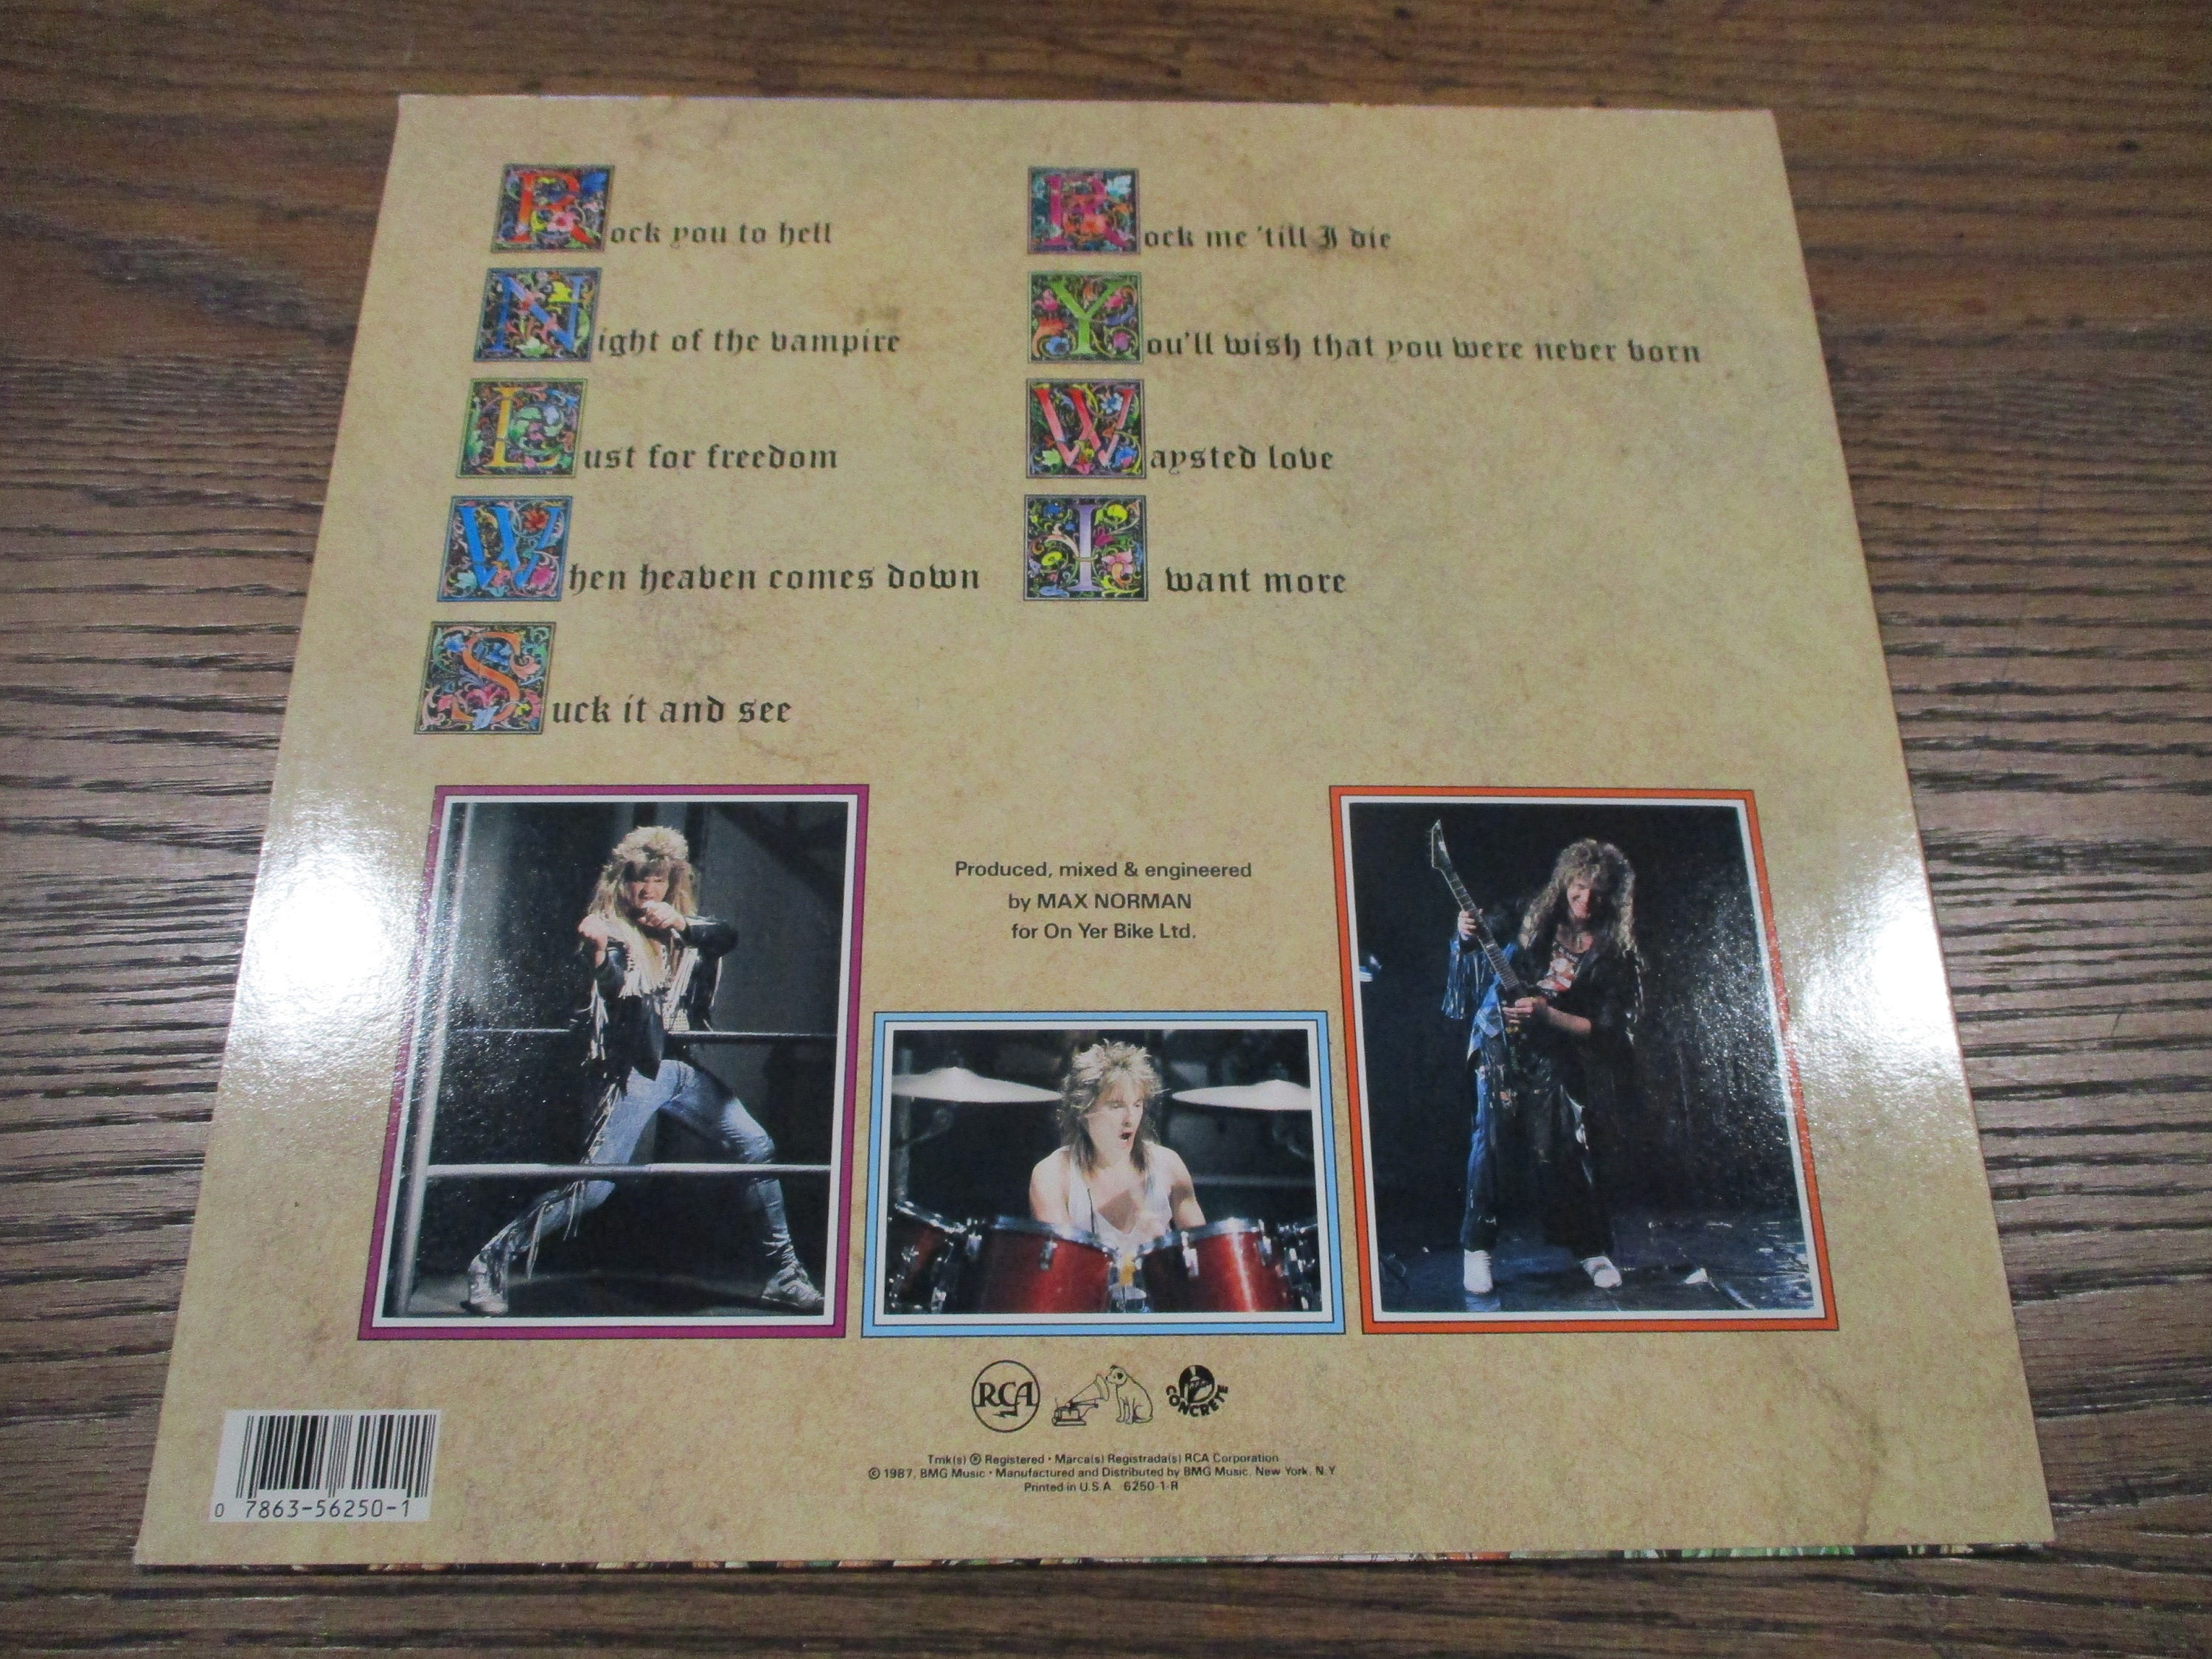 Rock you to hell
Night of the vampire
Lust for freedom
When heaven comes down
Suck it and see
Rock me 'till I die
You'll wish that you were never born
Waysted love
I want more
Produced, mixed & engineered
by MAX NORMAN
for On Yer Bike Ltd.
RCA
CONCRETE
Tmk(s) ® Registered • Marca(s) Registrada(s) RCA Corporation
© 1987, BMG Music • Manufactured and Distributed by BMG Music, New York, N.Y.
Printed in U.S.A. 6250-1-R
0 7863-56250-1